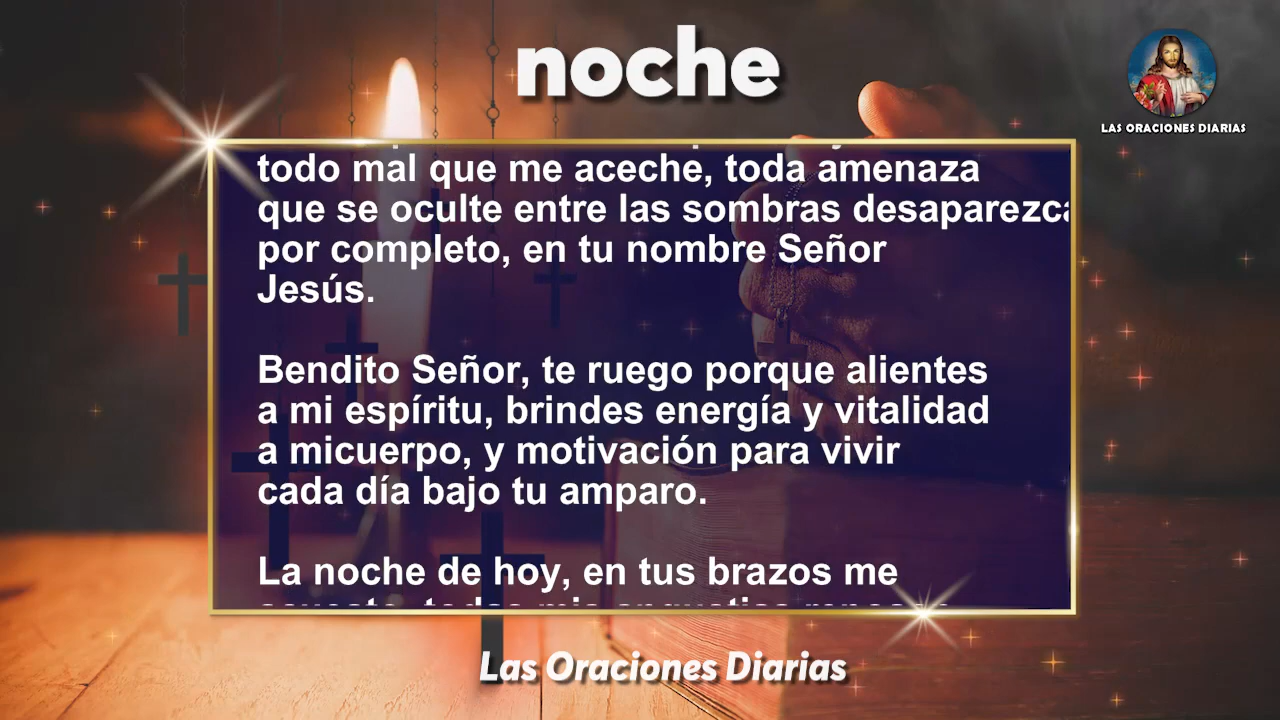 noche
LAS ORACIONES DIARIAS
todo mal que me aceche, toda amenaza
que se oculte entre las sombras desaparezca
por completo, en tu nombre Señor
Jesús.
Bendito Señor, te ruego porque alientes
a mi espíritu, brindes energía y vitalidad
a micuerpo, y motivación para vivir
cada día bajo tu amparo.
La noche de hoy, en tus brazos me
Las Oraciones Diarias